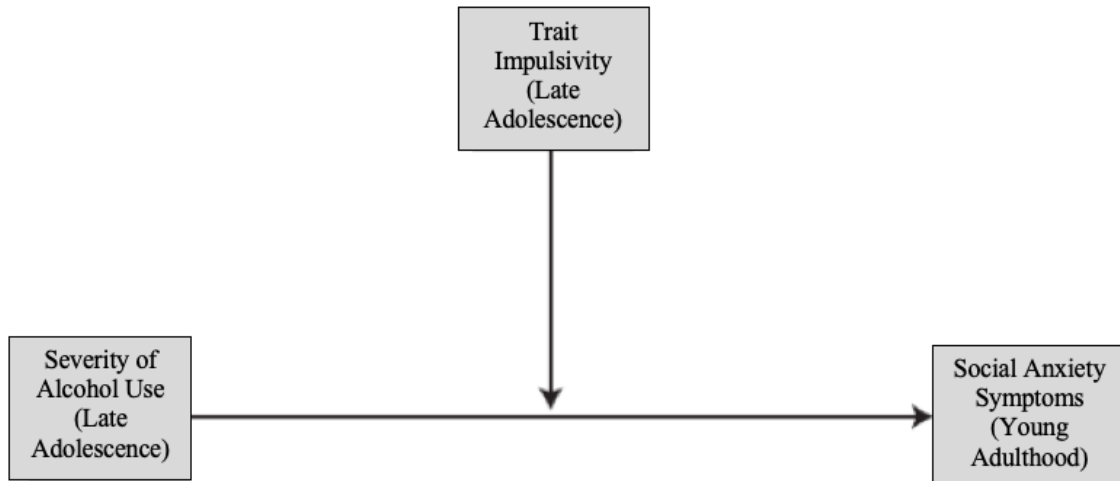 Trait
Impulsivity
(Late
Adolescence)
Severity of
Alcohol Use
(Late
Adolescence)
Social Anxiety
Symptoms
(Young
Adulthood)